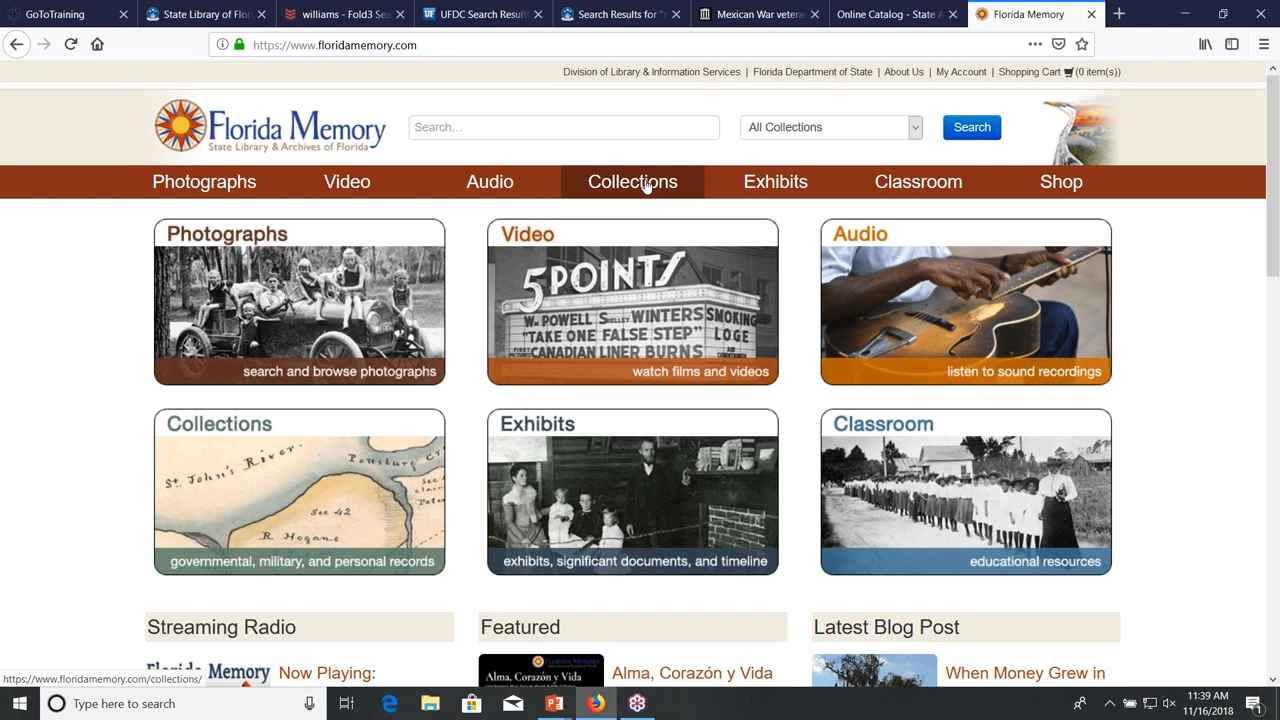 GoToTraining
State Library of Fl
williams - Fold3 Se
UFDC Search Result
Search Results for "r
Mexican War veter
Online Catalog - State A
Florida Memory
https://www.floridamemory.com
Division of Library & Information Services | Florida Department of State | About Us | My Account | Shopping Cart (0 item(s))
Florida Memory
State Library & Archives of Florida
Search...
All Collections
Search
Photographs
Video
Audio
Collections
Exhibits
Classroom
Shop
Photographs
search and browse photographs
Video
5 POINTS
WM POWELL SHELLEY WINTERS SMOKING
"TAKE ONE FALSE STEP" LOGE
CANADIAN LINER BURNS
watch films and videos
Audio
listen to sound recordings
Collections
St. John's River
Sec 42
R. Hogans
governmental, military, and personal records
Exhibits
exhibits, significant documents, and timeline
Classroom
educational resources
Streaming Radio
Featured
Latest Blog Post
Florida Memory
Now Playing:
FLORIDA MEMORY
Alma, Corazón y Vida
Alma, Corazón y Vida
When Money Grew in
https://www.floridamemory.com/collections/
Type here to search
11:39 AM
11/16/2018